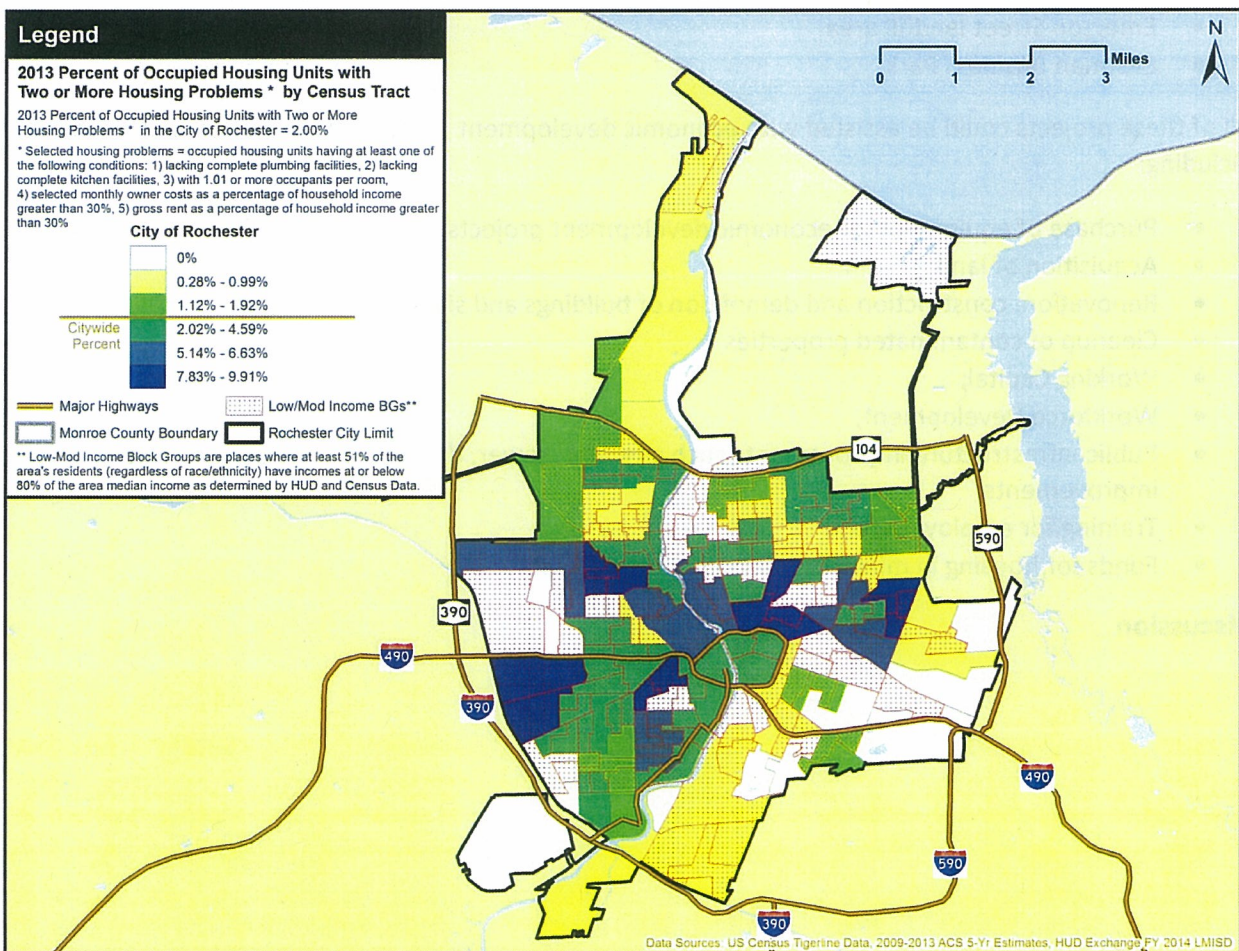 Legend
2013 Percent of Occupied Housing Units with
Two or More Housing Problems * by Census Tract
2013 Percent of Occupied Housing Units with Two or More
Housing Problems * in the City of Rochester = 2.00%
* Selected housing problems = occupied housing units having at least one of
the following conditions: 1) lacking complete plumbing facilities, 2) lacking
complete kitchen facilities, 3) with 1.01 or more occupants per room,
4) selected monthly owner costs as a percentage of household income
greater than 30%, 5) gross rent as a percentage of household income greater
than 30%
City of Rochester
0%
0.28% - 0.99%
1.12% - 1.92%
Citywide
Percent
2.02% - 4.59%
5.14% - 6.63%
7.83% - 9.91%
Major Highways
Low/Mod Income BGs**
Monroe County Boundary
Rochester City Limit
** Low-Mod Income Block Groups are places where at least 51% of the
area's residents (regardless of race/ethnicity) have incomes at or below
80% of the area median income as determined by HUD and Census Data.
N
0 1 2 3 Miles
104
590
390
490
390
490
590
390
Data Sources: US Census Tigerline Data, 2009-2013 ACS 5-Yr Estimates, HUD Exchange FY 2014 LMISD